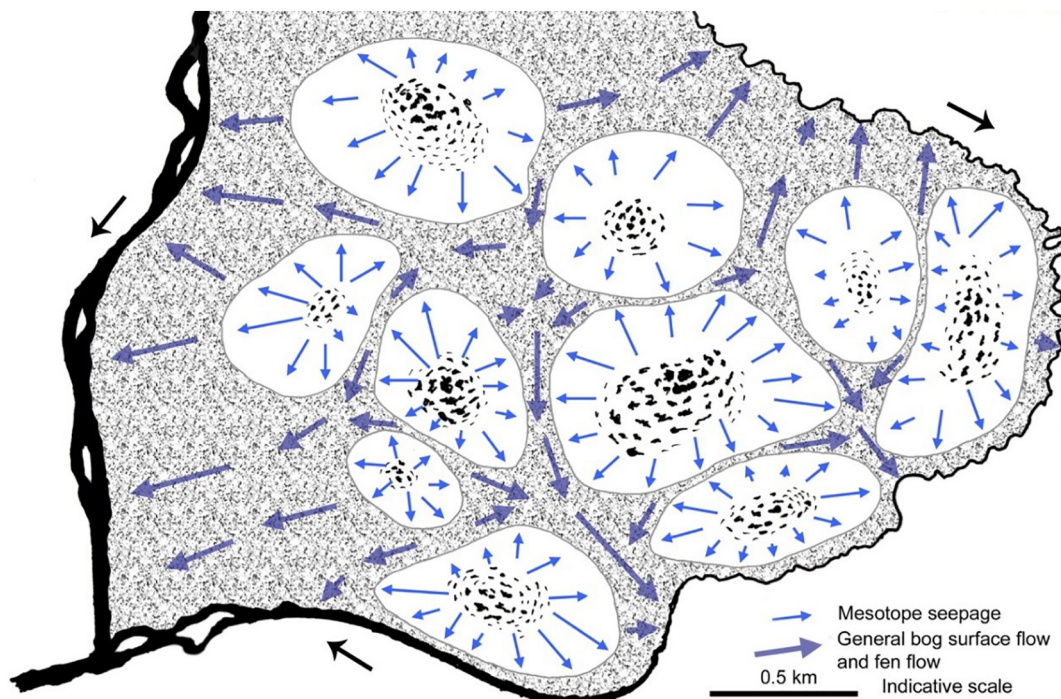 Mesotope seepage
General bog surface flow
and fen flow
0.5 km
Indicative scale